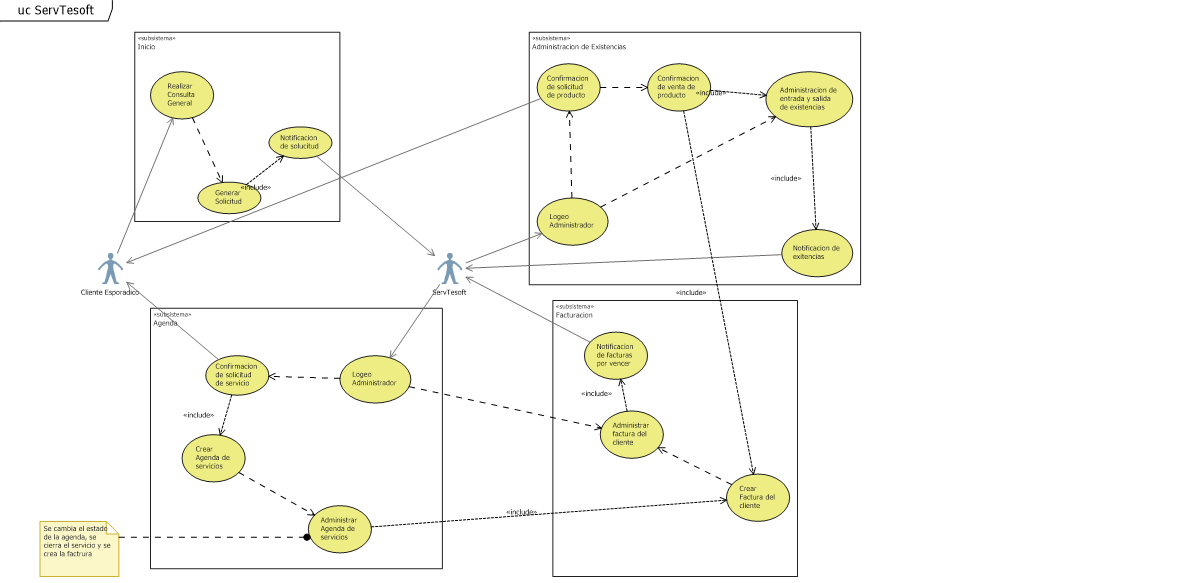 uc ServTesoft
«subsistema»
Inicio
Realizar
Consulta
General
Notificacion
de solucitud
«include»
Generar
Solicitud
«subsistema»
Administracion de Existencias
Confirmacion
de solicitud
de producto
Confirmacion
de venta de
producto
«include»
Administracion de
entrada y salida
de existencias
«include»
Logeo
Administrador
Notificacion de
exitencias
Cliente Esporadico
ServTesoft
«include»
«subsistema»
Agenda
Confirmacion
de solicitud
de servicio
Logeo
Administrador
«include»
Crear
Agenda de
servicios
Administrar
Agenda de
servicios
«subsistema»
Facturacion
Notificacion
de facturas
por vencer
«include»
Administrar
factura del
cliente
Crear
Factura del
cliente
«include»
Se cambia el estado
de la agenda, se
cierra el servicio y se
crea la factrura